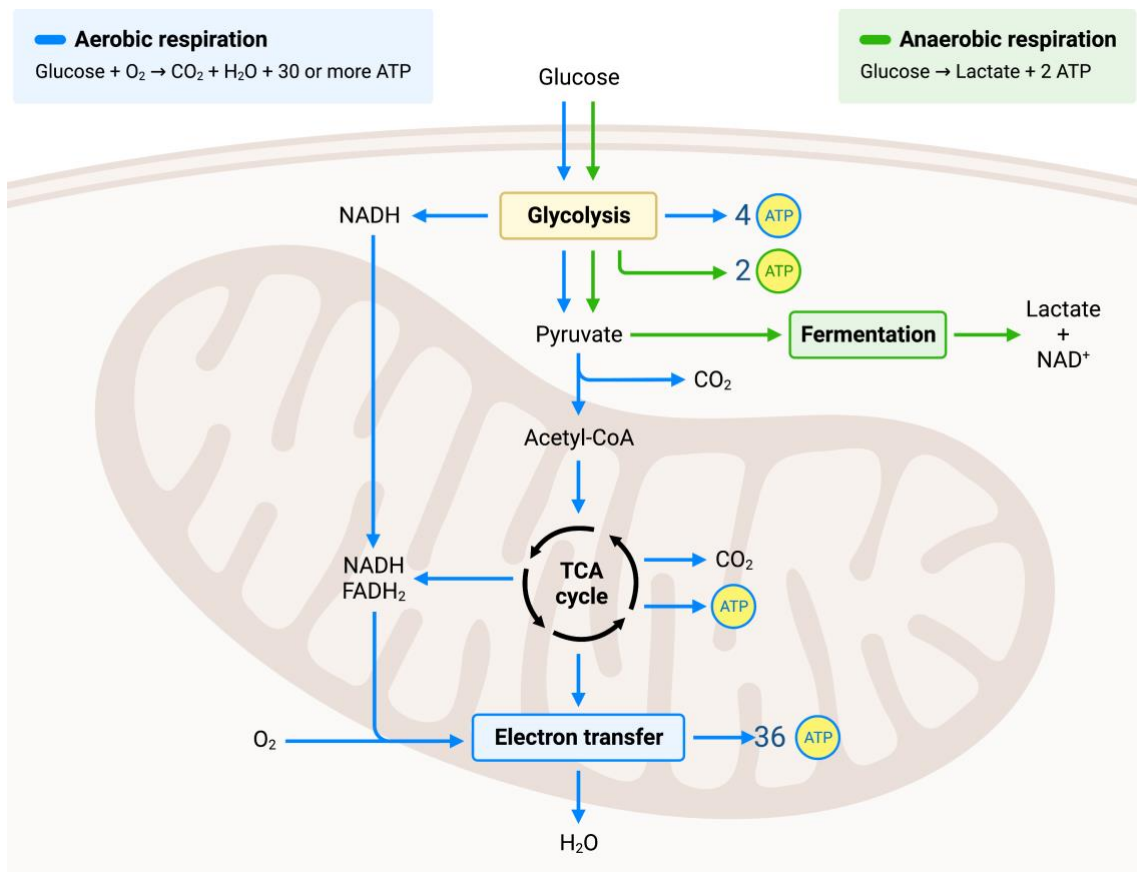 Aerobic respiration
Glucose + O₂ → CO₂ + H₂O + 30 or more ATP
Anaerobic respiration
Glucose → Lactate + 2 ATP
Glucose
NADH
Glycolysis
4 ATP
2 ATP
Pyruvate
Fermentation
Lactate
+
NAD⁺
CO₂
Acetyl-CoA
NADH
FADH₂
TCA
cycle
CO₂
ATP
O₂
Electron transfer
36 ATP
H₂O